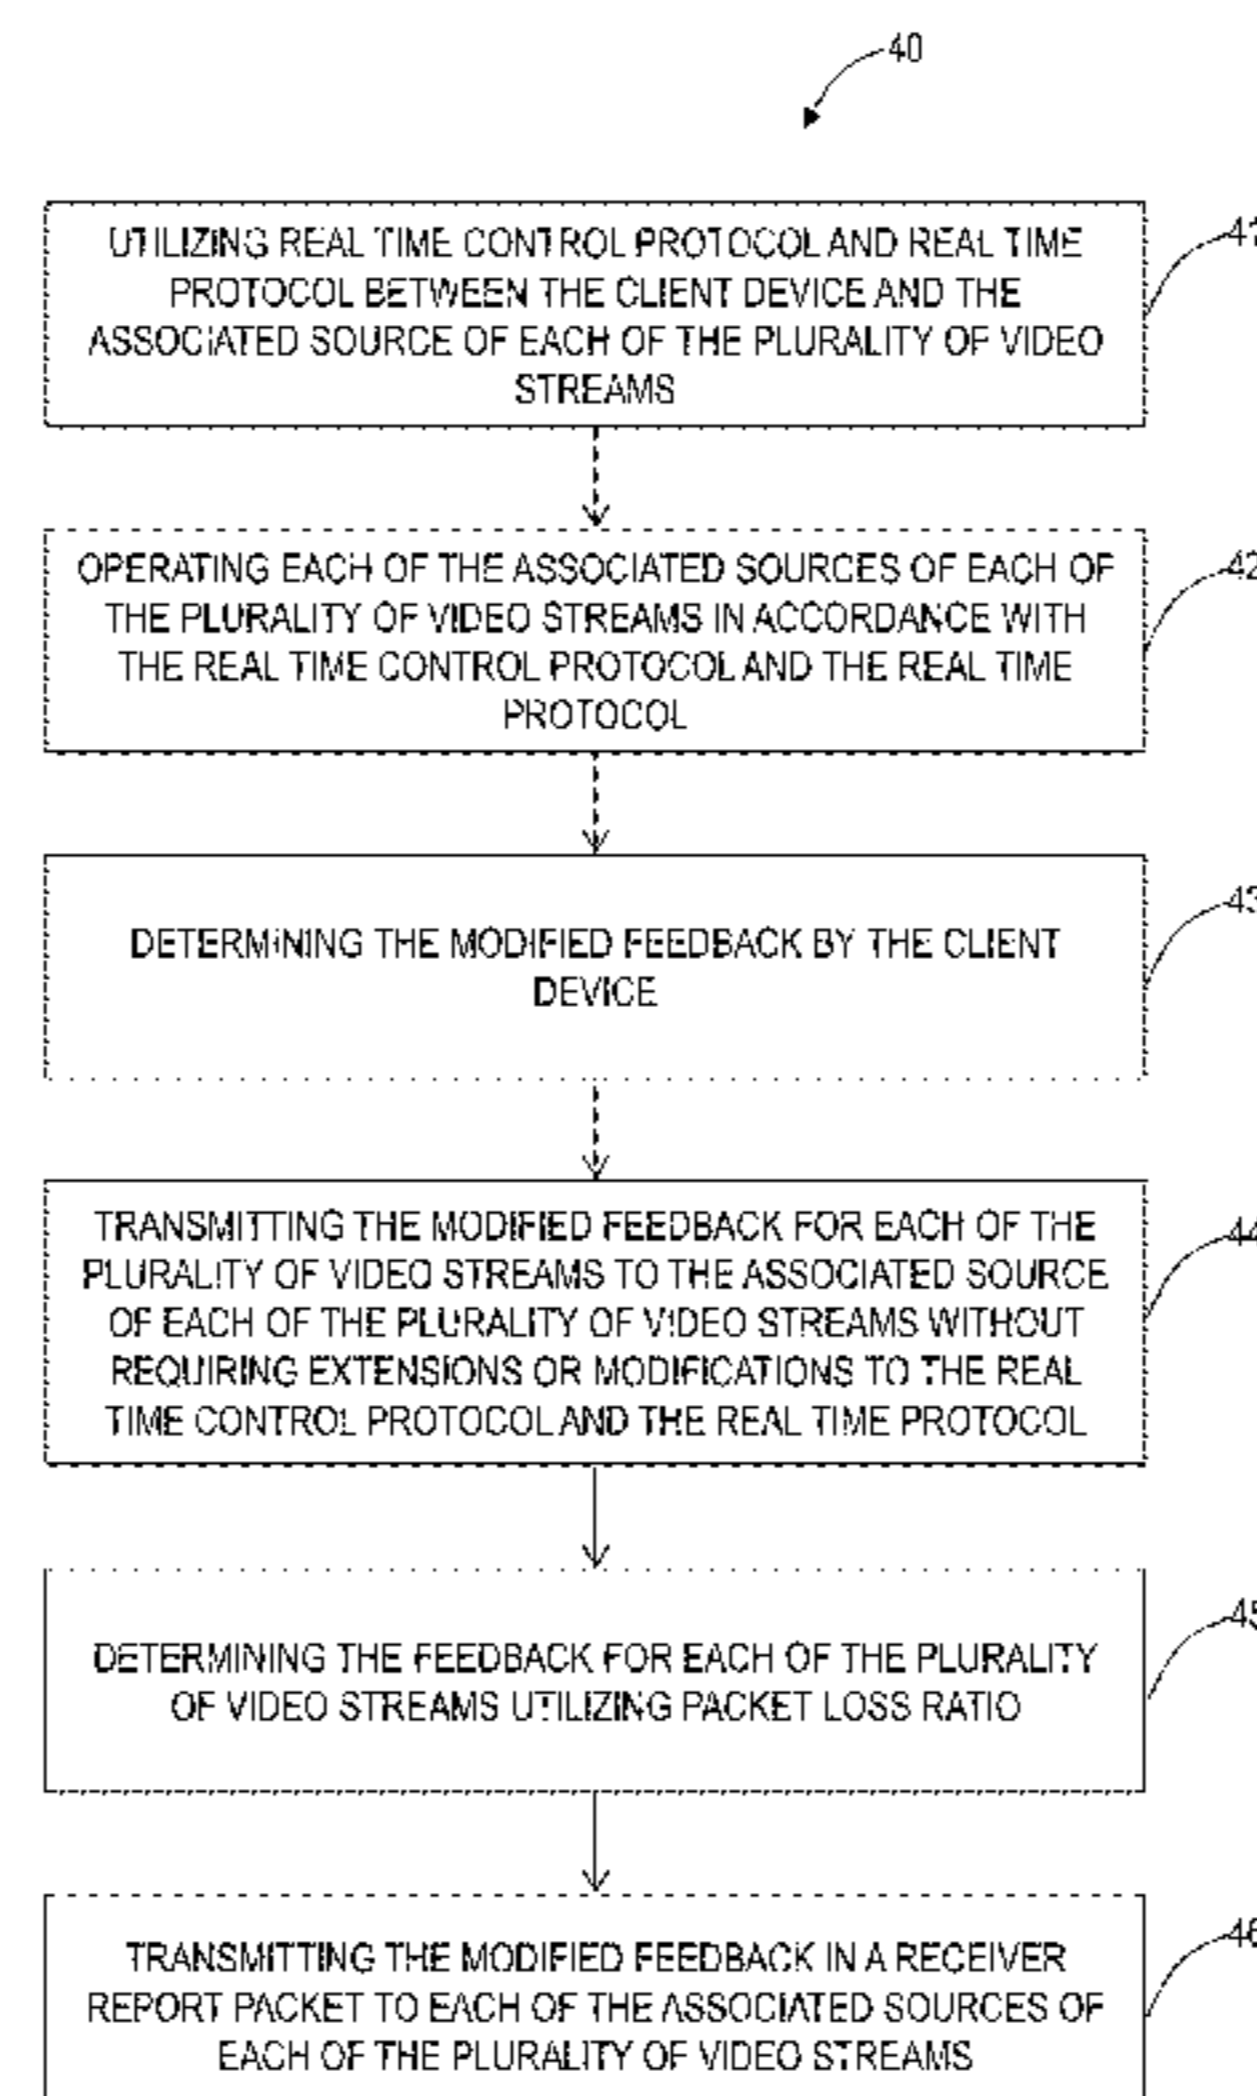 40
UTILIZING REAL TIME CONTROL PROTOCOL AND REAL TIME
PROTOCOL BETWEEN THE CLIENT DEVICE AND THE
ASSOCIATED SOURCE OF EACH OF THE PLURALITY OF VIDEO
STREAMS
41
OPERATING EACH OF THE ASSOCIATED SOURCES OF EACH OF
THE PLURALITY OF VIDEO STREAMS IN ACCORDANCE WITH
THE REAL TIME CONTROL PROTOCOL AND THE REAL TIME
PROTOCOL
42
DETERMINING THE MODIFIED FEEDBACK BY THE CLIENT
DEVICE
43
TRANSMITTING THE MODIFIED FEEDBACK FOR EACH OF THE
PLURALITY OF VIDEO STREAMS TO THE ASSOCIATED SOURCE
OF EACH OF THE PLURALITY OF VIDEO STREAMS WITHOUT
REQUIRING EXTENSIONS OR MODIFICATIONS TO THE REAL
TIME CONTROL PROTOCOL AND THE REAL TIME PROTOCOL
44
DETERMINING THE FEEDBACK FOR EACH OF THE PLURALITY
OF VIDEO STREAMS UTILIZING PACKET LOSS RATIO
45
TRANSMITTING THE MODIFIED FEEDBACK IN A RECEIVER
REPORT PACKET TO EACH OF THE ASSOCIATED SOURCES OF
EACH OF THE PLURALITY OF VIDEO STREAMS
46